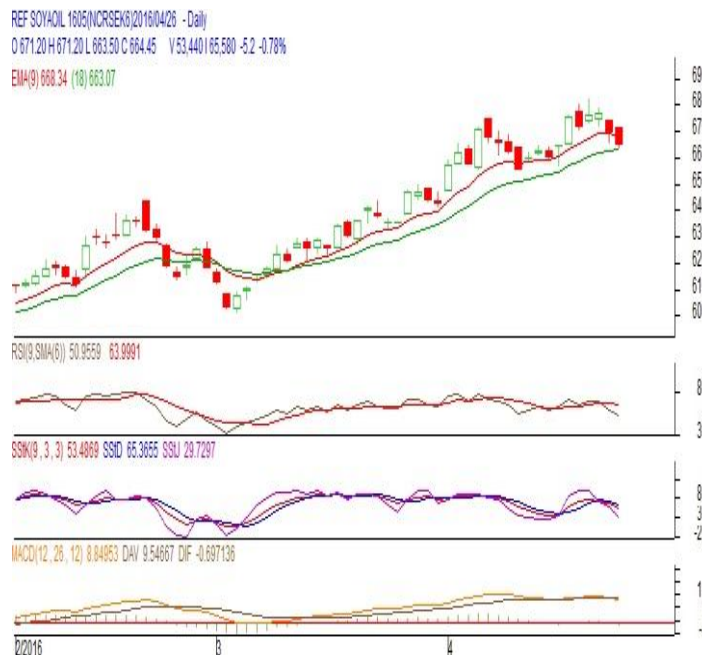 REF SOYAOIL 1605(NCRSEK6)2016/04/26 - Daily
O 671.20 H 671.20 L 663.50 C 664.45 V 53,440 I 65,580 -5.2 -0.78%
EMA(9) 668.34 (18) 663.07
69
68
67
66
65
64
63
62
61
60
RSI(9,SMA(6)) 50.9559 63.9991
8
3
SStK(9, 3, 3) 53.4869 SStD 65.3655 SStJ 29.7297
8
3
-2
MACD(12, 26, 12) 8.84953 DAV 9.54667 DIF -0.697136
1
-1
2/2016 3 4